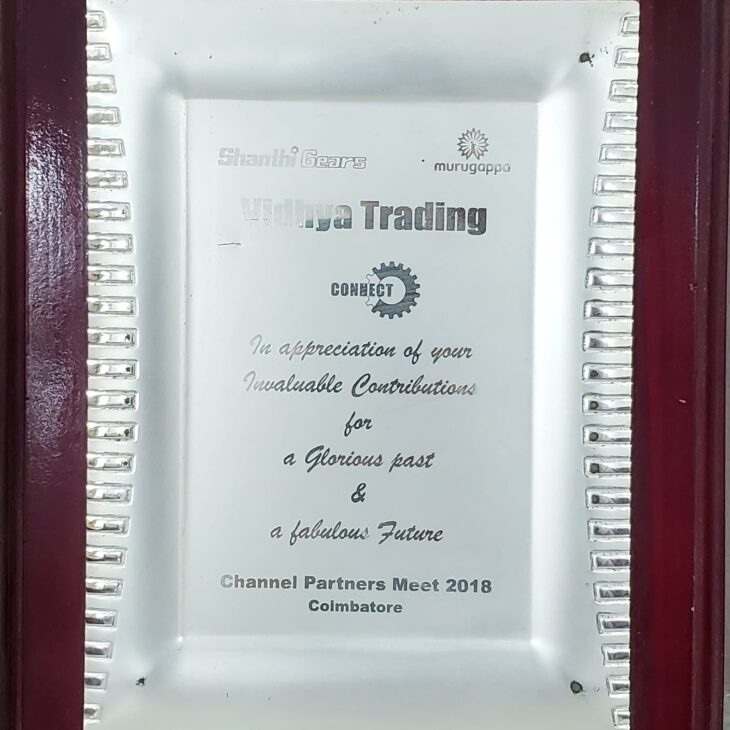 Shanthi Gears
murugappa
Vidhya Trading
CONNECT
In appreciation of your
Invaluable Contributions
for
a Glorious past
&
a fabulous Future
Channel Partners Meet 2018
Coimbatore